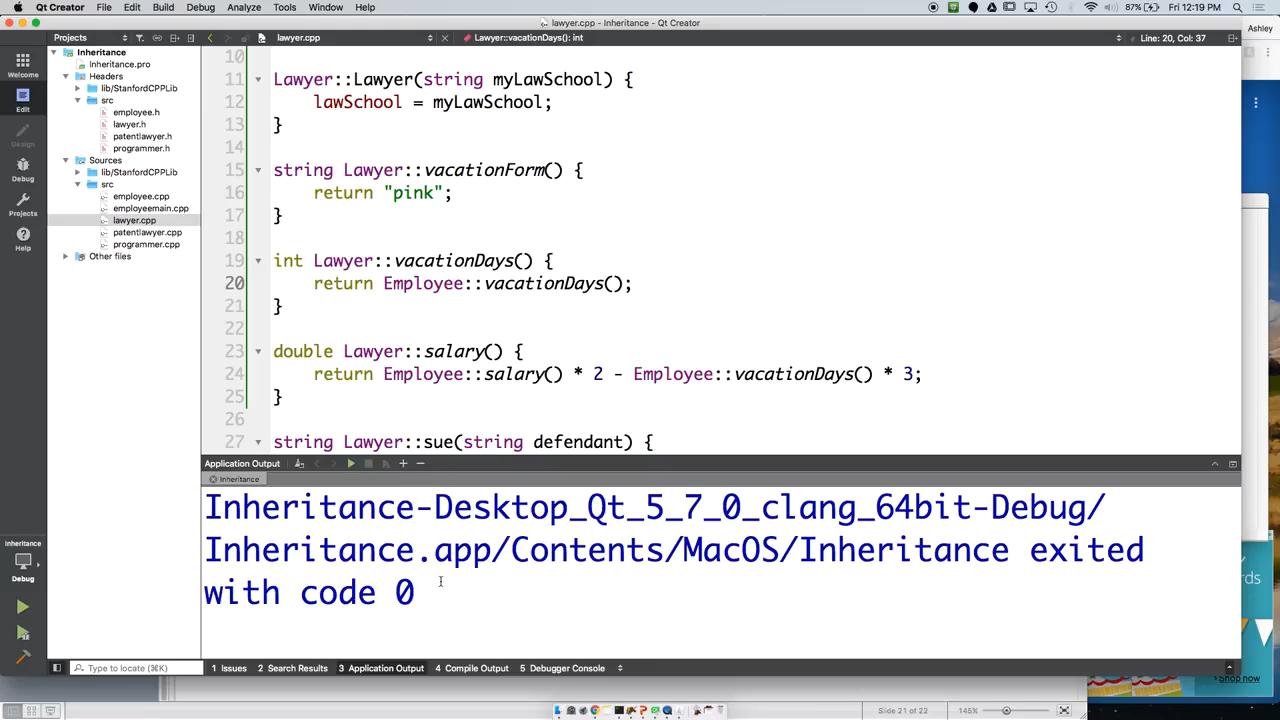 Qt Creator File Edit Build Debug Analyze Tools Window Help 87% Fri 12:19 PM
lawyer.cpp - Inheritance - Qt Creator
Ashley
Projects lawyer.cpp Lawyer::vacationDays(): int Line: 20, Col: 37
Welcome
Edit
Design
Debug
Projects
Help
Inheritance
Inheritance.pro
Headers
lib/StanfordCPPLib
src
employee.h
lawyer.h
patentlawyer.h
programmer.h
Sources
lib/StanfordCPPLib
src
employee.cpp
employeemain.cpp
lawyer.cpp
patentlawyer.cpp
programmer.cpp
Other files
10
11 Lawyer::Lawyer(string myLawSchool) {
12 lawSchool = myLawSchool;
13 }
14
15 string Lawyer::vacationForm() {
16 return "pink";
17 }
18
19 int Lawyer::vacationDays() {
20 return Employee::vacationDays();
21 }
22
23 double Lawyer::salary() {
24 return Employee::salary() * 2 - Employee::vacationDays() * 3;
25 }
26
27 string Lawyer::sue(string defendant) {
Application Output
Inheritance
Inheritance-Desktop_Qt_5_7_0_clang_64bit-Debug/
Inheritance.app/Contents/MacOS/Inheritance exited
with code 0
Inheritance
Debug
Type to locate (⌘K) 1 Issues 2 Search Results 3 Application Output 4 Compile Output 5 Debugger Console
Shop now
Slide 21 of 22 145%